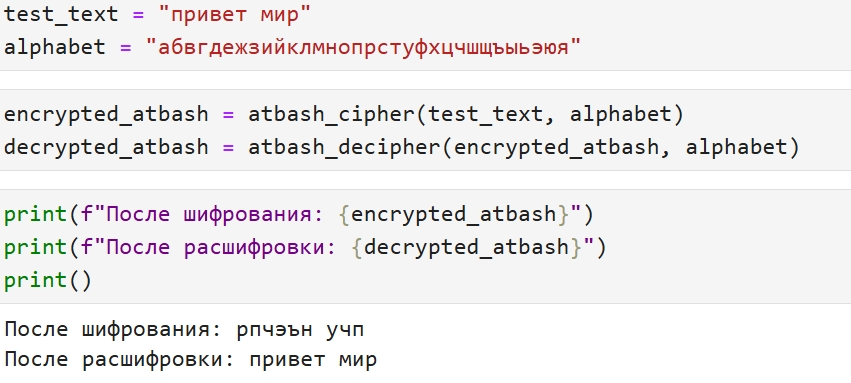 test_text = "привет мир"
alphabet = "абвгдежзийклмнопрстуфхцчшщъыьэюя"
encrypted_atbash = atbash_cipher(test_text, alphabet)
decrypted_atbash = atbash_decipher(encrypted_atbash, alphabet)
print(f"После шифрования: {encrypted_atbash}")
print(f"После расшифровки: {decrypted_atbash}")
print()
После шифрования: рпчэън учп
После расшифровки: привет мир